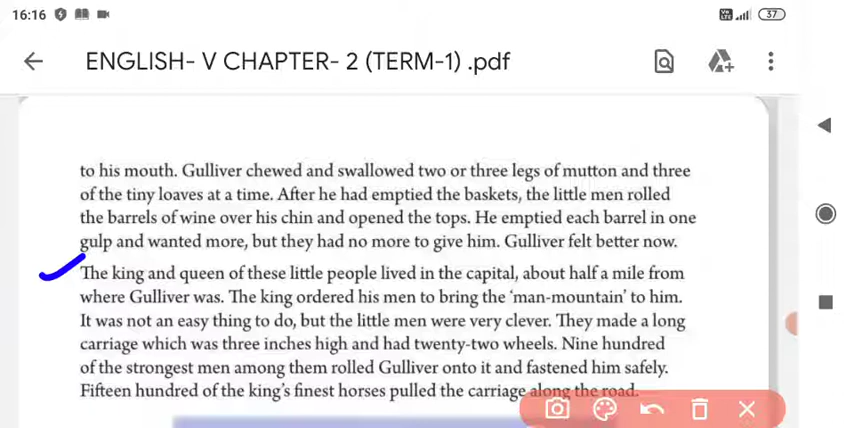 16:16
Vo LTE
37
ENGLISH- V CHAPTER- 2 (TERM-1) .pdf
to his mouth. Gulliver chewed and swallowed two or three legs of mutton and three
of the tiny loaves at a time. After he had emptied the baskets, the little men rolled
the barrels of wine over his chin and opened the tops. He emptied each barrel in one
gulp and wanted more, but they had no more to give him. Gulliver felt better now.
The king and queen of these little people lived in the capital, about half a mile from
where Gulliver was. The king ordered his men to bring the ‘man-mountain’ to him.
It was not an easy thing to do, but the little men were very clever. They made a long
carriage which was three inches high and had twenty-two wheels. Nine hundred
of the strongest men among them rolled Gulliver onto it and fastened him safely.
Fifteen hundred of the king’s finest horses pulled the carriage along the road.